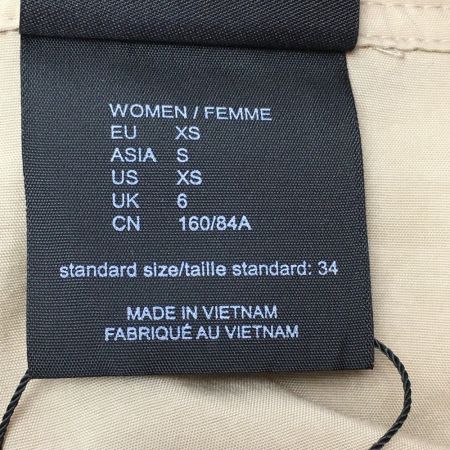 WOMEN / FEMME
EU XS
ASIA S
US XS
UK 6
CN 160/84A
standard size/taille standard: 34
MADE IN VIETNAM
FABRIQUÉ AU VIETNAM